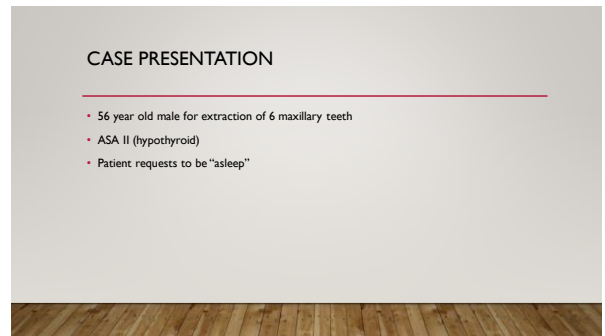 CASE PRESENTATION
• 56 year old male for extraction of 6 maxillary teeth
• ASA II (hypothyroid)
• Patient requests to be “asleep”